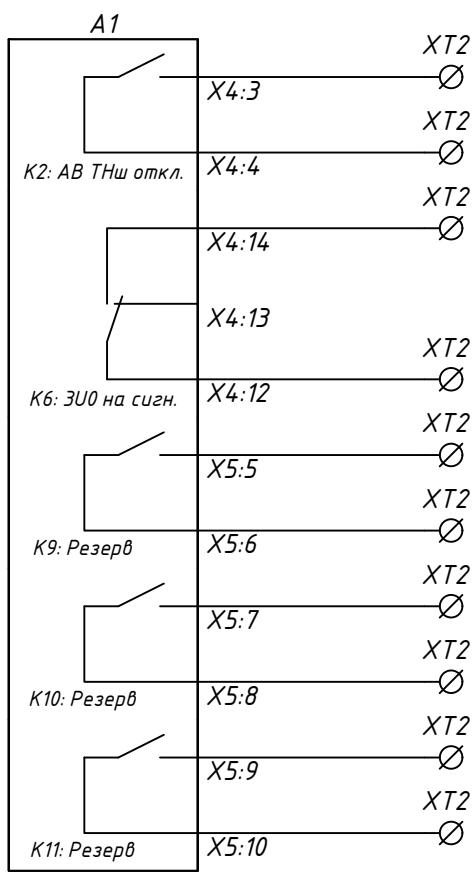 A1
XT2
X4:3
XT2
K2: АВ ТНш откл.
X4:4
XT2
X4:14
X4:13
XT2
K6: 3U0 на сигн.
X4:12
XT2
X5:5
XT2
K9: Резерв
X5:6
XT2
X5:7
XT2
K10: Резерв
X5:8
XT2
X5:9
XT2
K11: Резерв
X5:10